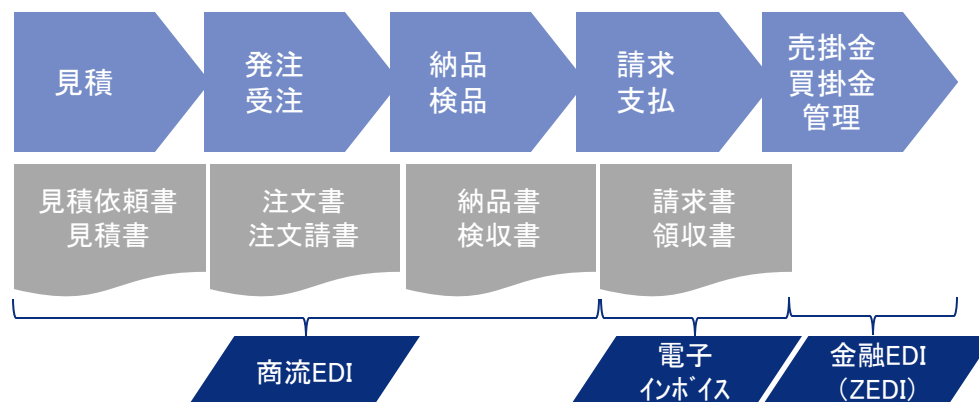 見積
発注
受注
納品
検品
請求
支払
売掛金
買掛金
管理
見積依頼書
見積書
注文書
注文請書
納品書
検収書
請求書
領収書
商流EDI
電子
ｲﾝﾎﾞｲｽ
金融EDI
（ZEDI）